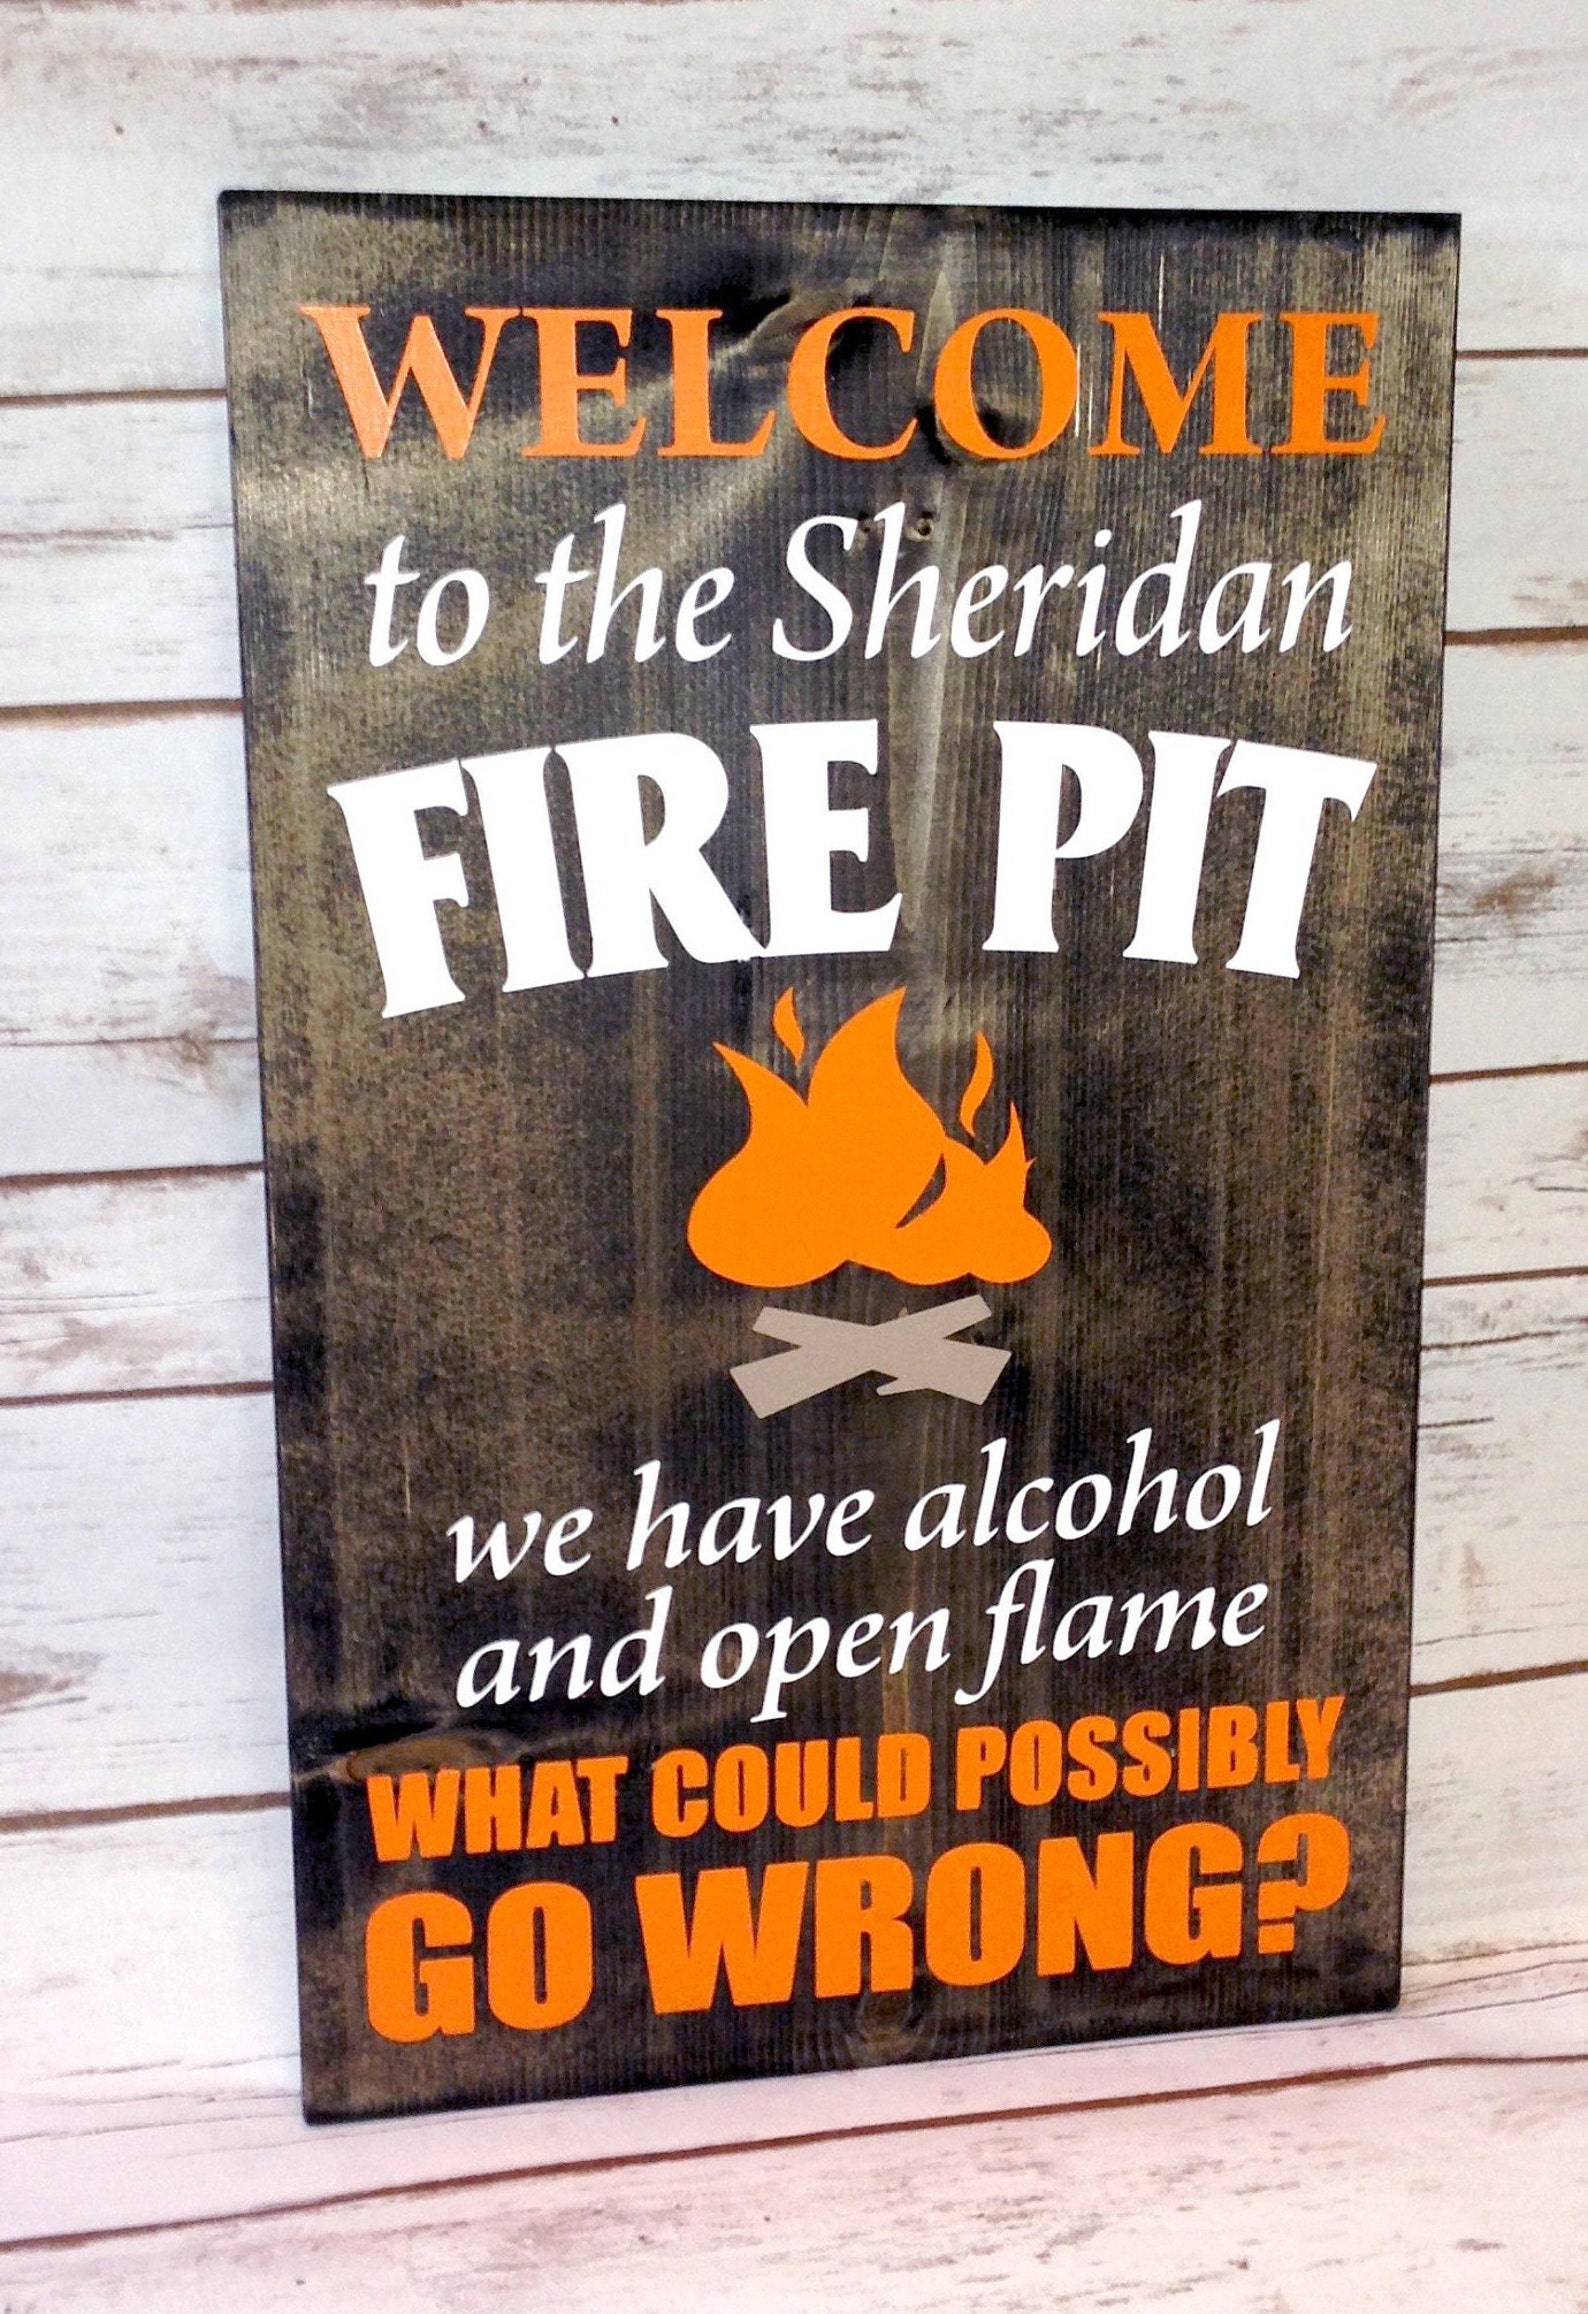 WELCOME
to the Sheridan
FIRE PIT
we have alcohol
and open flame
WHAT COULD POSSIBLY
GO WRONG?